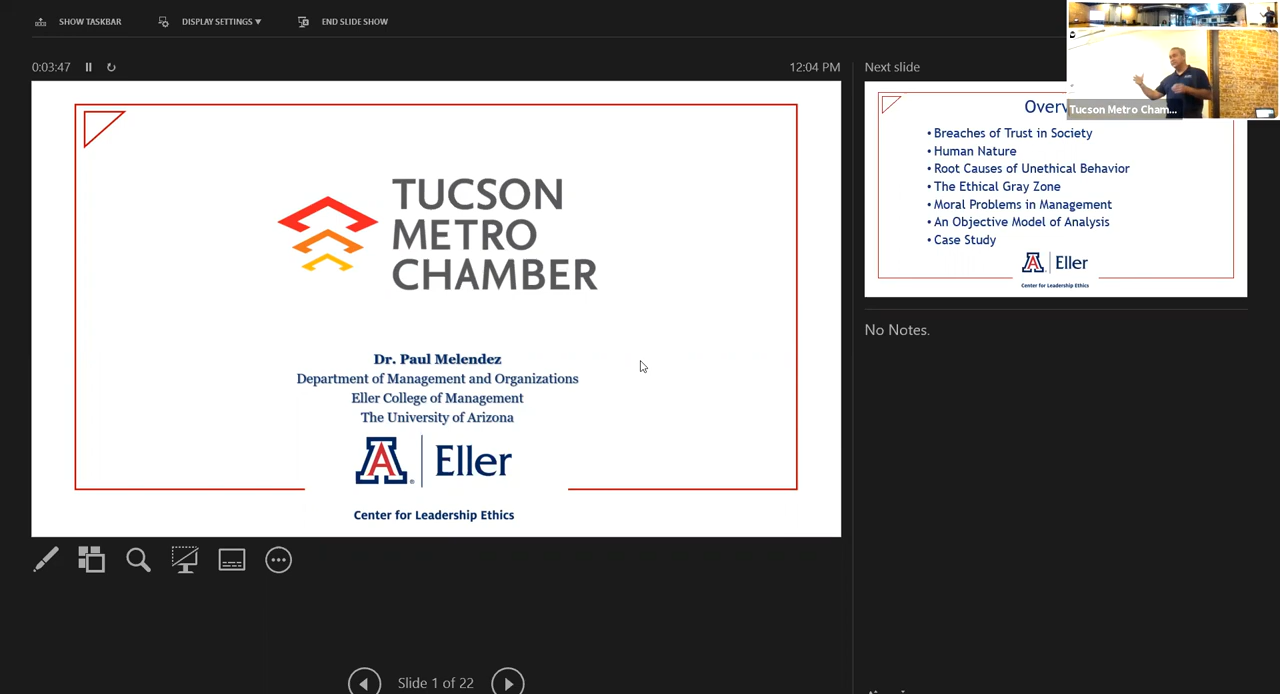 SHOW TASKBAR
DISPLAY SETTINGS ▼
END SLIDE SHOW
0:03:47
12:04 PM
TUCSON
METRO
CHAMBER
Dr. Paul Melendez
Department of Management and Organizations
Eller College of Management
The University of Arizona
A | Eller
Center for Leadership Ethics
Slide 1 of 22
Next slide
Tucson Metro Cham...
• Breaches of Trust in Society
• Human Nature
• Root Causes of Unethical Behavior
• The Ethical Gray Zone
• Moral Problems in Management
• An Objective Model of Analysis
• Case Study
A | Eller
Center for Leadership Ethics
No Notes.